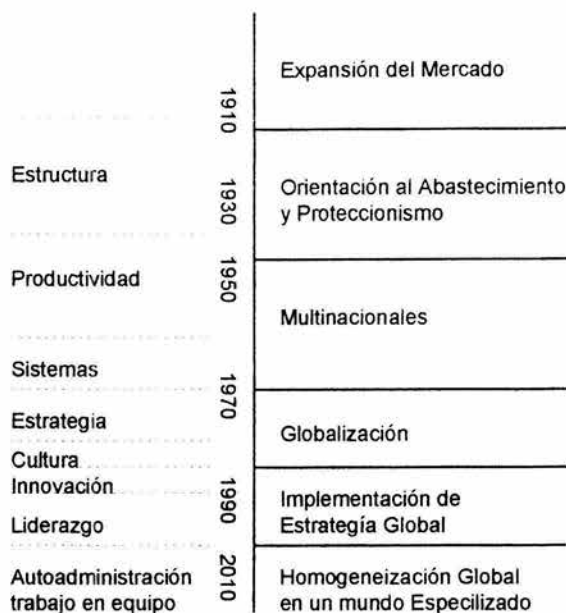 Expansión del Mercado
1910
Estructura
1930
Orientación al Abastecimiento
y Proteccionismo
Productividad
1950
Multinacionales
Sistemas
1970
Estrategia
Globalización
Cultura
Innovación
1990
Implementación de
Estrategía Global
Liderazgo
Autoadministración
trabajo en equipo
2010
Homogeneización Global
en un mundo Especilizado